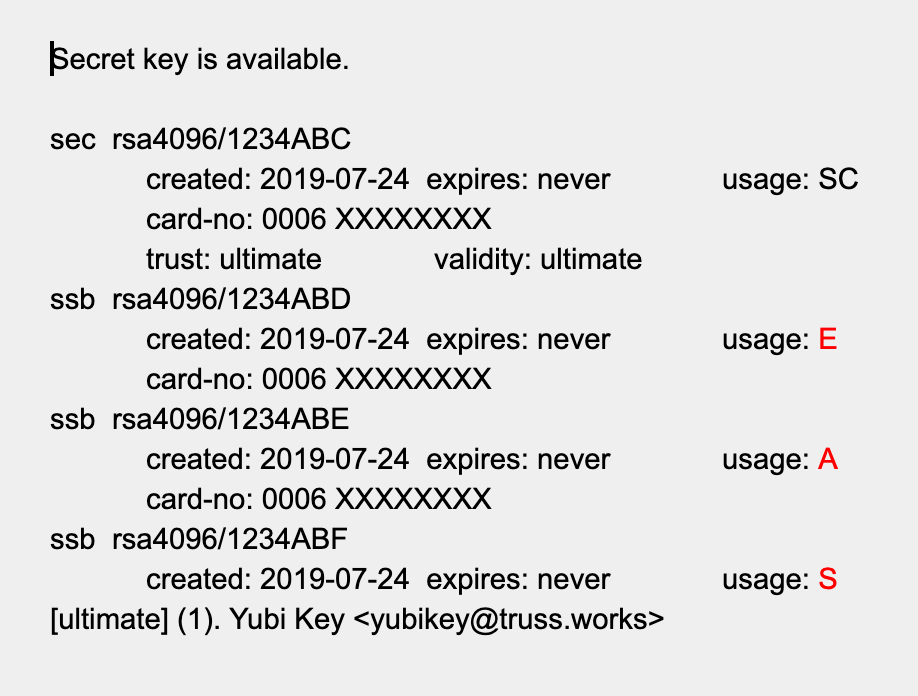 Secret key is available.
sec rsa4096/1234ABC
created: 2019-07-24 expires: never usage: SC
card-no: 0006 XXXXXXXX
trust: ultimate validity: ultimate
ssb rsa4096/1234ABD
created: 2019-07-24 expires: never usage: E
card-no: 0006 XXXXXXXX
ssb rsa4096/1234ABE
created: 2019-07-24 expires: never usage: A
card-no: 0006 XXXXXXXX
ssb rsa4096/1234ABF
created: 2019-07-24 expires: never usage: S
[ultimate] (1). Yubi Key <yubikey@truss.works>